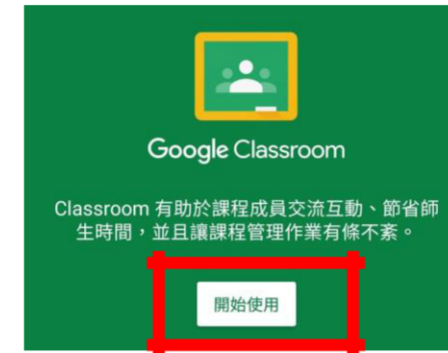 Google Classroom
Classroom 有助於課程成員交流互動、節省師
生時間，並且讓課程管理作業有條不紊。
開始使用